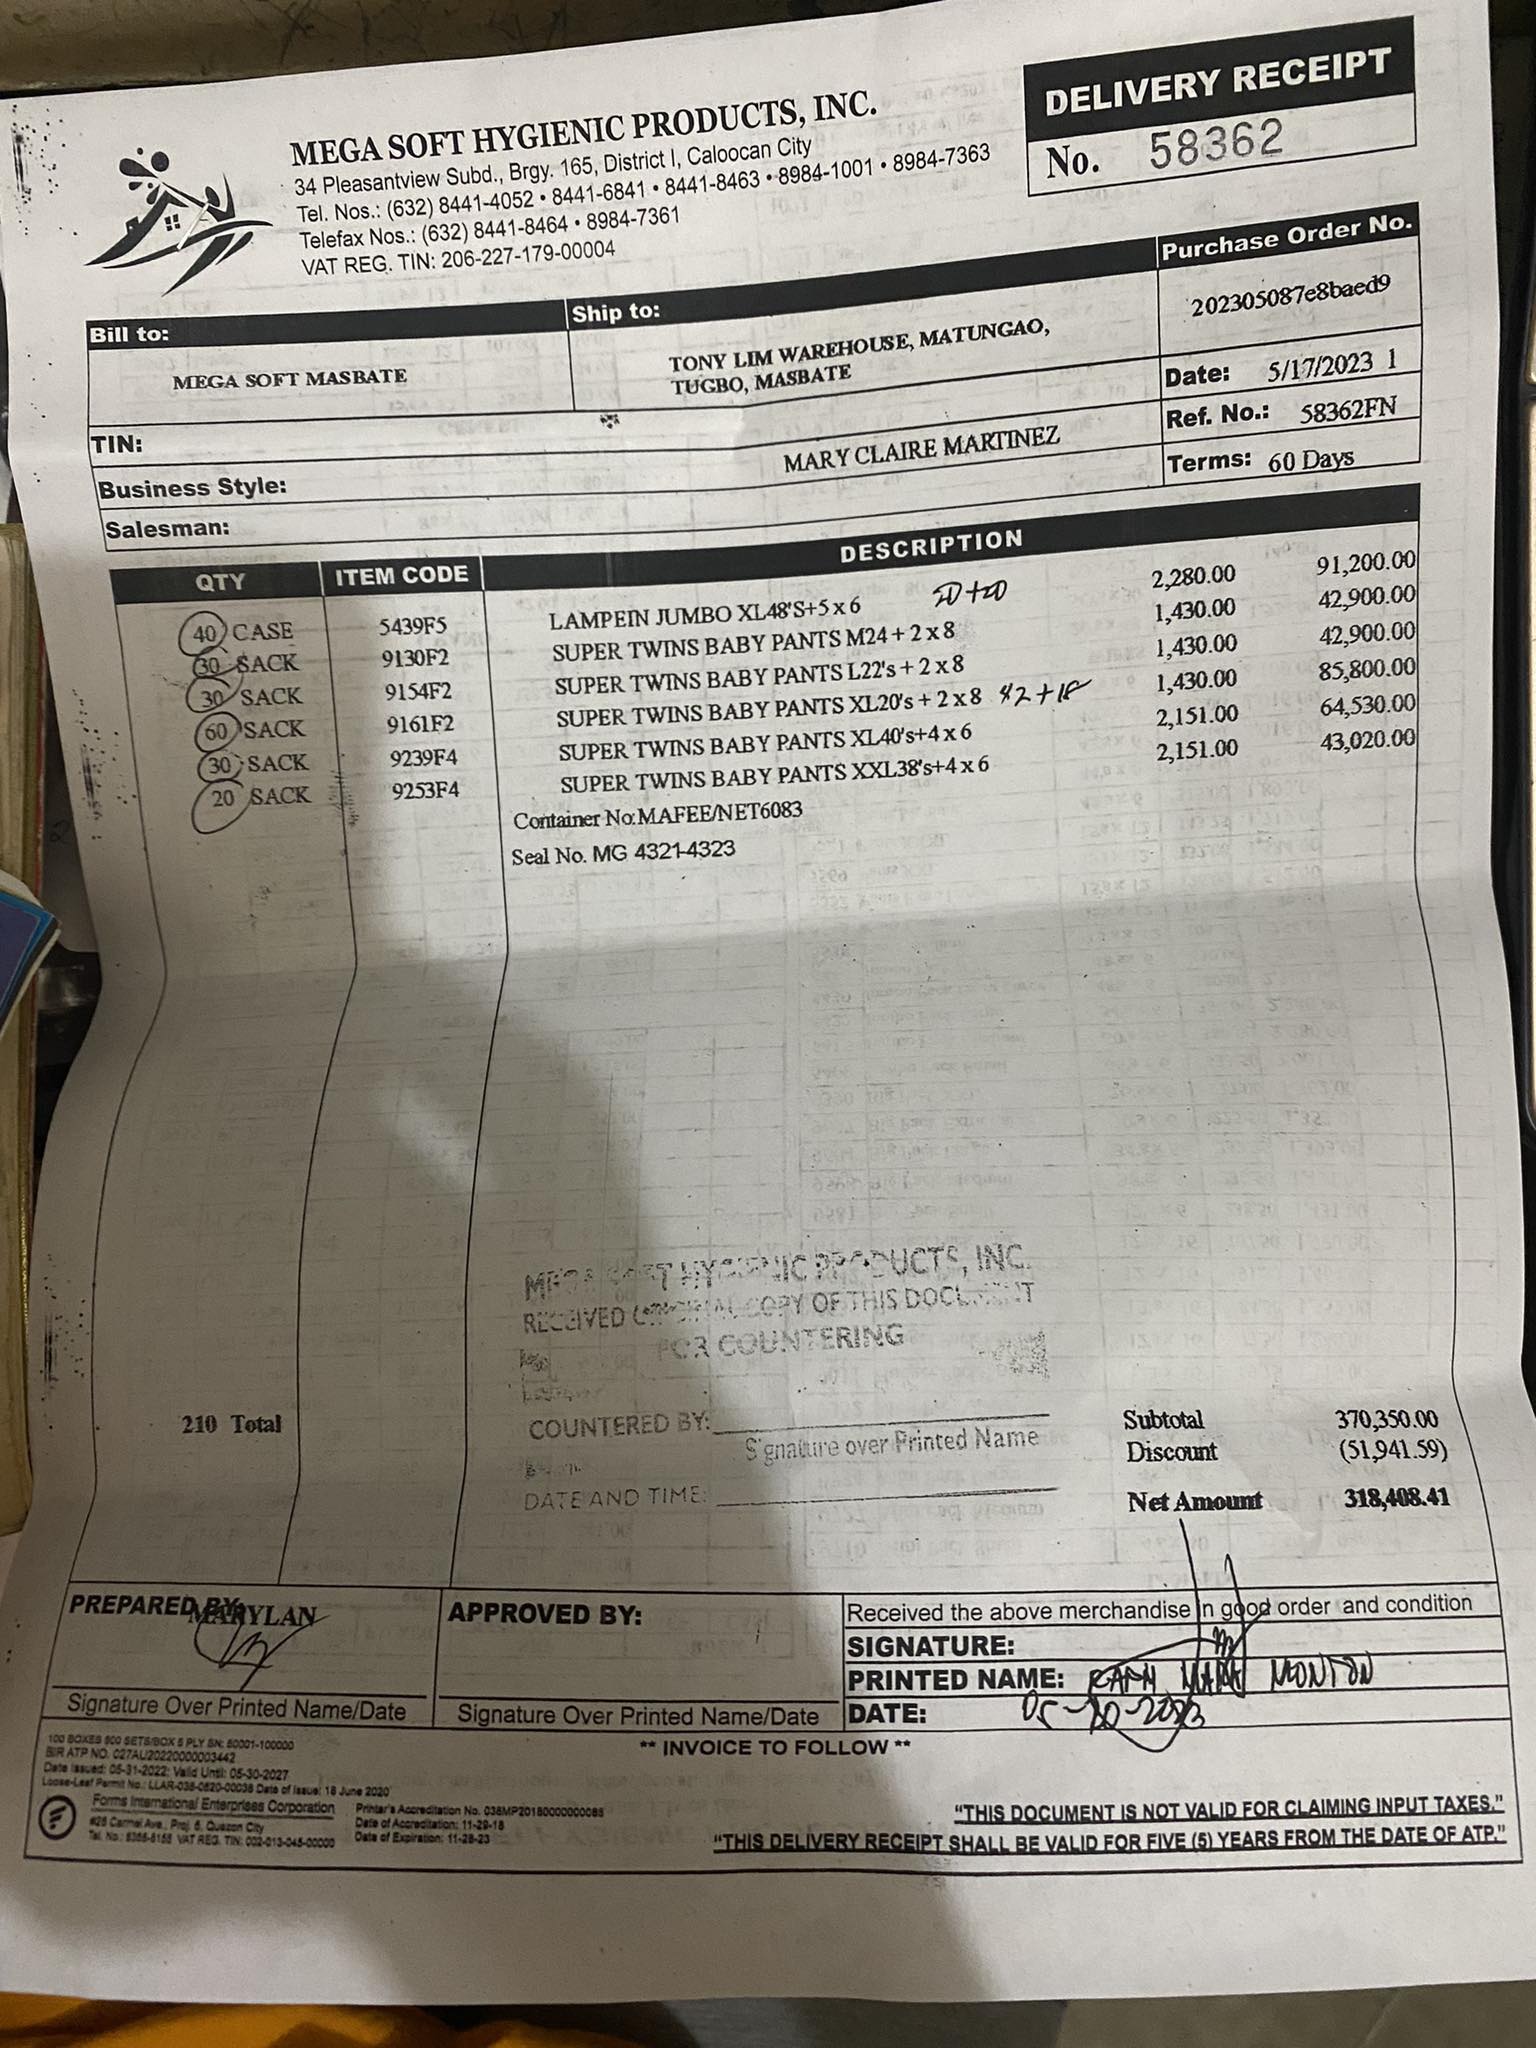 MEGA SOFT HYGIENIC PRODUCTS, INC.
34 Pleasantview Subd., Brgy. 165, District I, Caloocan City
Tel. Nos.: (632) 8441-4052 • 8441-6841 • 8441-8463 • 8984-1001 • 8984-7363
Telefax Nos.: (632) 8441-8464 • 8984-7361
VAT REG. TIN: 206-227-179-00004
DELIVERY RECEIPT
No. 58362
Bill to:
MEGA SOFT MASBATE
Ship to:
TONY LIM WAREHOUSE, MATUNGAO,
TUGBO, MASBATE
Purchase Order No.
202305087e8baed9
Date: 5/17/2023 1
Ref. No.: 58362FN
Terms: 60 Days
TIN:
Business Style:
MARY CLAIRE MARTINEZ
Salesman:
QTY ITEM CODE DESCRIPTION
40 CASE 5439F5 LAMPEIN JUMBO XL48'S+5 x 6 20+20 2,280.00 91,200.00
30 SACK 9130F2 SUPER TWINS BABY PANTS M24 + 2 x 8 1,430.00 42,900.00
30 SACK 9154F2 SUPER TWINS BABY PANTS L22's + 2 x 8 1,430.00 42,900.00
60 SACK 9161F2 SUPER TWINS BABY PANTS XL20's + 2 x 8 42+18 1,430.00 85,800.00
30 SACK 9239F4 SUPER TWINS BABY PANTS XL40's+4 x 6 2,151.00 64,530.00
20 SACK 9253F4 SUPER TWINS BABY PANTS XXL38's+4 x 6 2,151.00 43,020.00
Container No:MAFEE/NET6083
Seal No. MG 4321-4323
MEGA SOFT HYGIENIC PRODUCTS, INC.
RECEIVED ORIGINAL COPY OF THIS DOCUMENT
FOR COUNTERING
COUNTERED BY:
Signature over Printed Name
DATE AND TIME:
210 Total
Subtotal 370,350.00
Discount (51,941.59)
Net Amount 318,408.41
PREPARED BY:
MARYLAN
Signature Over Printed Name/Date
APPROVED BY:
Signature Over Printed Name/Date
Received the above merchandise in good order and condition
SIGNATURE:
PRINTED NAME: MARK MONTON
DATE: 05-20-2023
** INVOICE TO FOLLOW **
100 BOXES 500 SETS/BOX 5 PLY SN: 50001-100000
BIR ATP NO. 027AU20220000003442
Date Issued: 05-31-2022; Valid Until: 05-30-2027
Loose-Leaf Permit No.: LLAR-038-0620-00036 Date of Issue: 18 June 2020
Forms International Enterprises Corporation
#25 Carmel Ave., Proj. 6, Quezon City
VAT REG. TIN: 002-013-045-00000
Printer's Accreditation No. 038MP20180000000085
Date of Accreditation: 11-29-18
Date of Expiration: 11-28-23
"THIS DOCUMENT IS NOT VALID FOR CLAIMING INPUT TAXES."
"THIS DELIVERY RECEIPT SHALL BE VALID FOR FIVE (5) YEARS FROM THE DATE OF ATP."